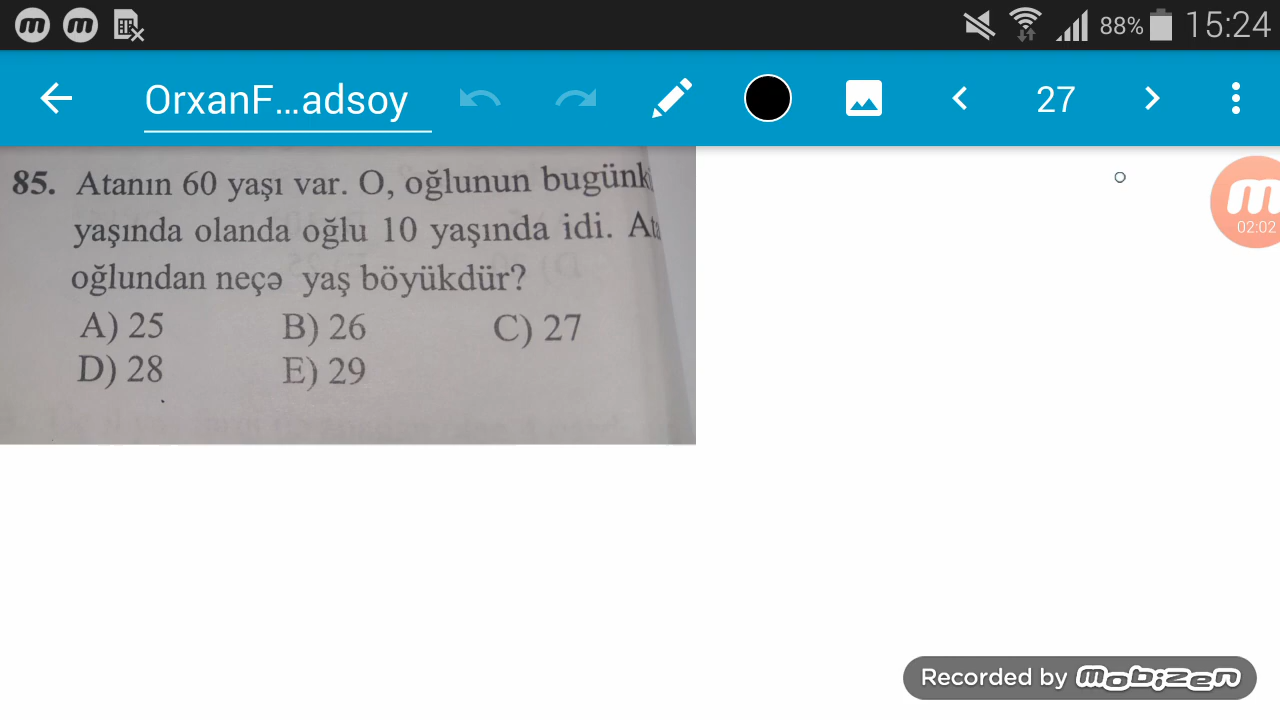 88% 15:24
OrxanF...adsoy 27
85. Atanın 60 yaşı var. O, oğlunun bugünk
yaşında olanda oğlu 10 yaşında idi. Ata
oğlundan neçə yaş böyükdür?
A) 25 B) 26 C) 27
D) 28 E) 29
m
02:02
Recorded by mobizen